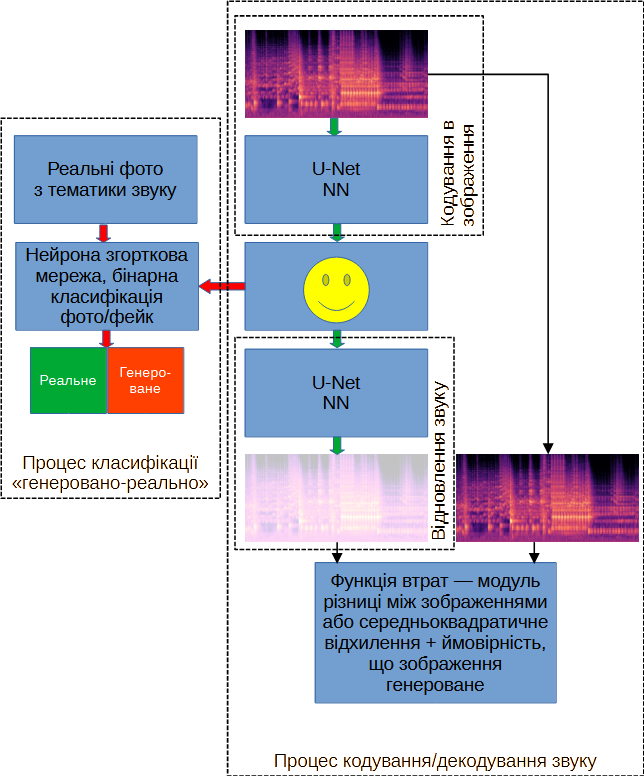 Кодування в
зображення
U-Net
NN
Реальні фото
з тематики звуку
Нейрона згорткова
мережа, бінарна
класифікація
фото/фейк
Реальне
Генеро-
ване
Процес класифікації
«генеровано-реально»
U-Net
NN
Відновлення звуку
Функція втрат — модуль
різниці між зображеннями
або середньоквадратичне
відхилення + ймовірність,
що зображення
генероване
Процес кодування/декодування звуку